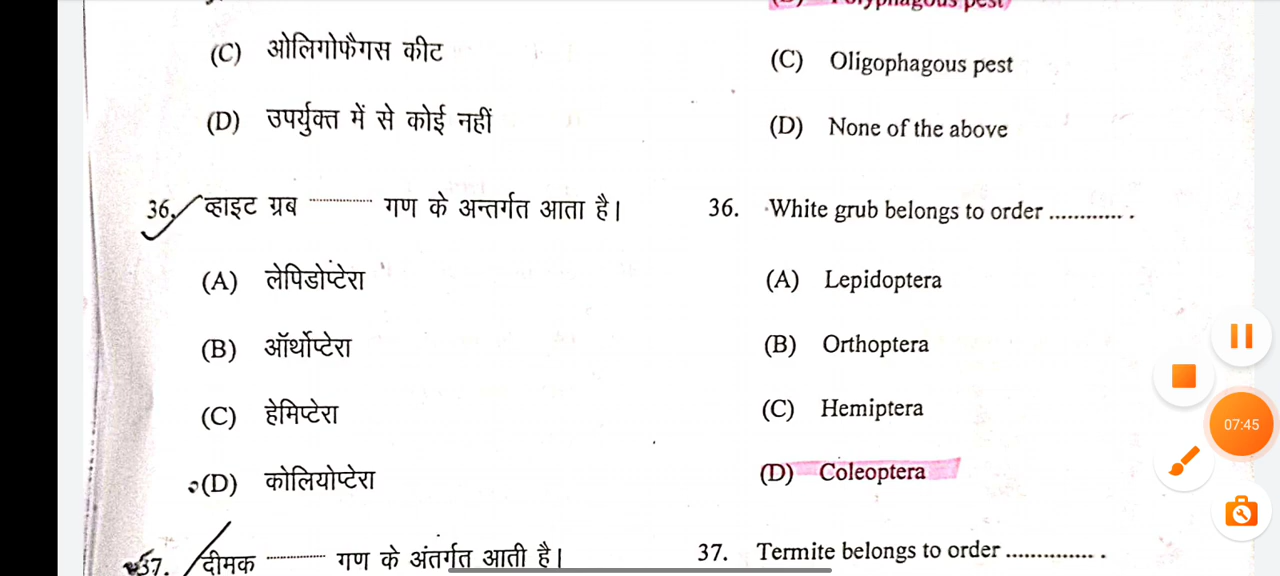 (B) Polyphagous pest
(C) ओलिगोफैगस कीट
(C) Oligophagous pest
(D) उपर्युक्त में से कोई नहीं
(D) None of the above
36. व्हाइट ग्रब ............ गण के अन्तर्गत आता है।
(A) लेपिडोप्टेरा
(B) ऑर्थोप्टेरा
(C) हेमिप्टेरा
(D) कोलियोप्टेरा
36. White grub belongs to order ............ .
(A) Lepidoptera
(B) Orthoptera
(C) Hemiptera
(D) Coleoptera
37. दीमक ............ गण के अंतर्गत आती है।
37. Termite belongs to order ............ .
07:45